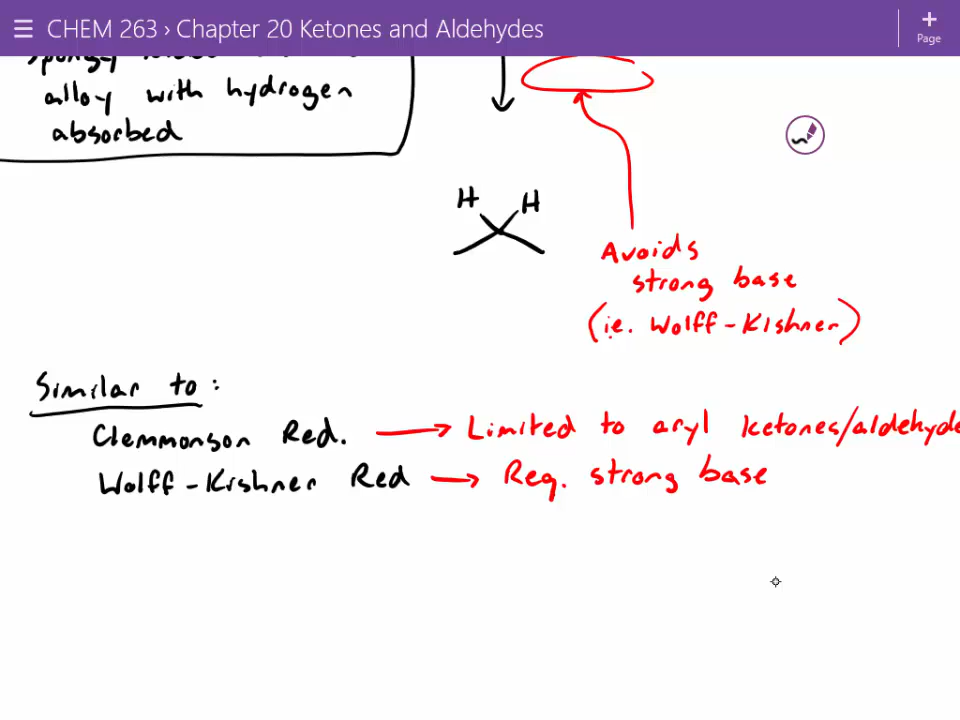 CHEM 263 › Chapter 20 Ketones and Aldehydes
Page
alloy with hydrogen
absorbed
H H
Avoids
strong base
(ie. Wolff-Kishner)
Similar to:
Clemmonson Red. → Limited to aryl ketones/aldehyde
Wolff-Kishner Red → Req. strong base